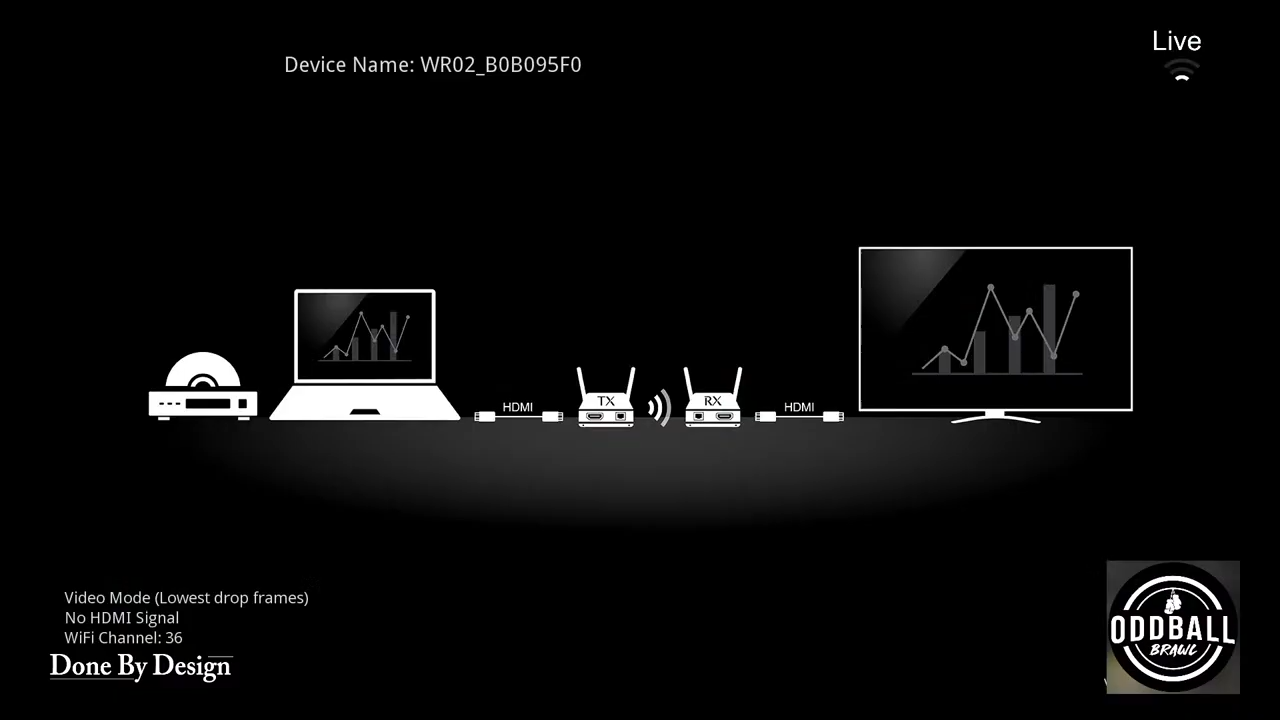 Live
Device Name: WR02_B0B095F0
HDMI
TX
RX
HDMI
Video Mode (Lowest drop frames)
No HDMI Signal
WiFi Channel: 36
Done By Design
ODDBALL
BRAWL